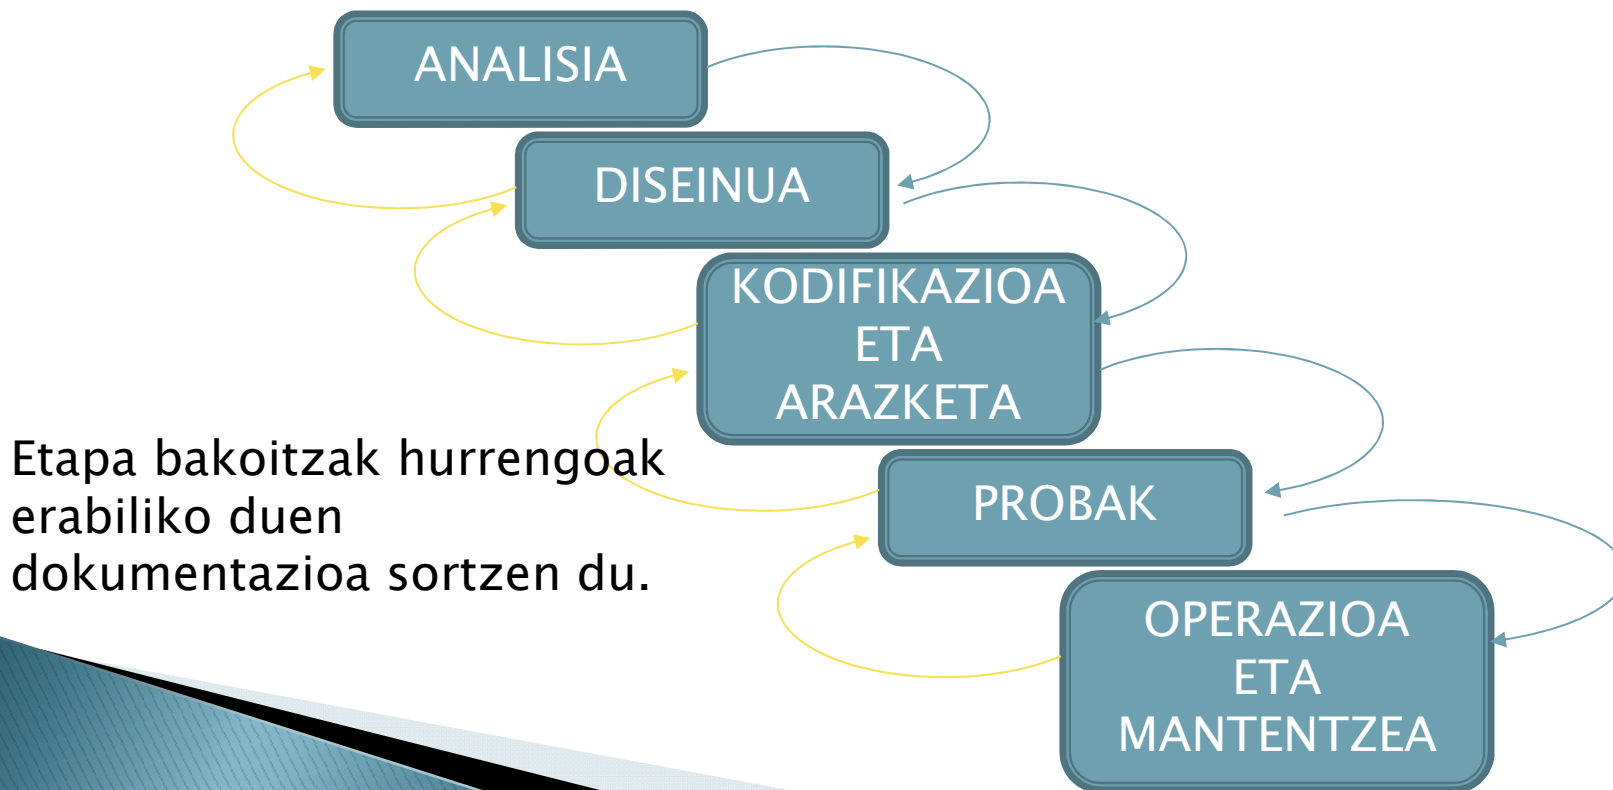 ANALISIA
DISEINUA
KODIFIKAZIOA
ETA
ARAZKETA
Etapa bakoitzak hurrengoak
erabiliko duen
dokumentazioa sortzen du.
PROBAK
OPERAZIOA
ETA
MANTENTZEA